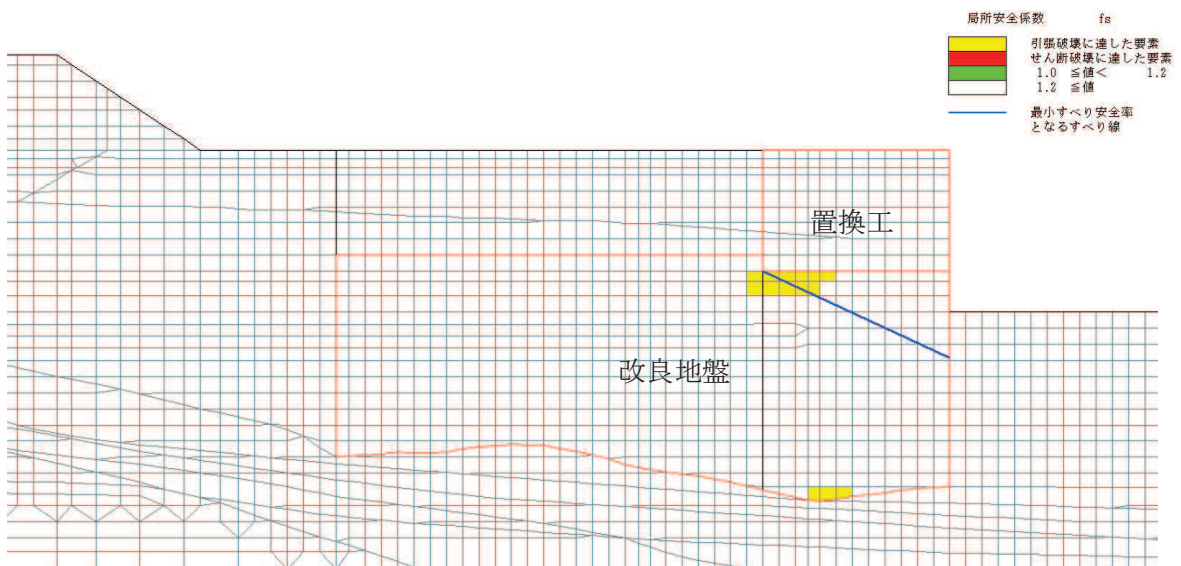 局所安全係数 fs
引張破壊に達した要素
せん断破壊に達した要素
1.0 ≦値< 1.2
1.2 ≦値
最小すべり安全率
となるすべり線
置換工
改良地盤